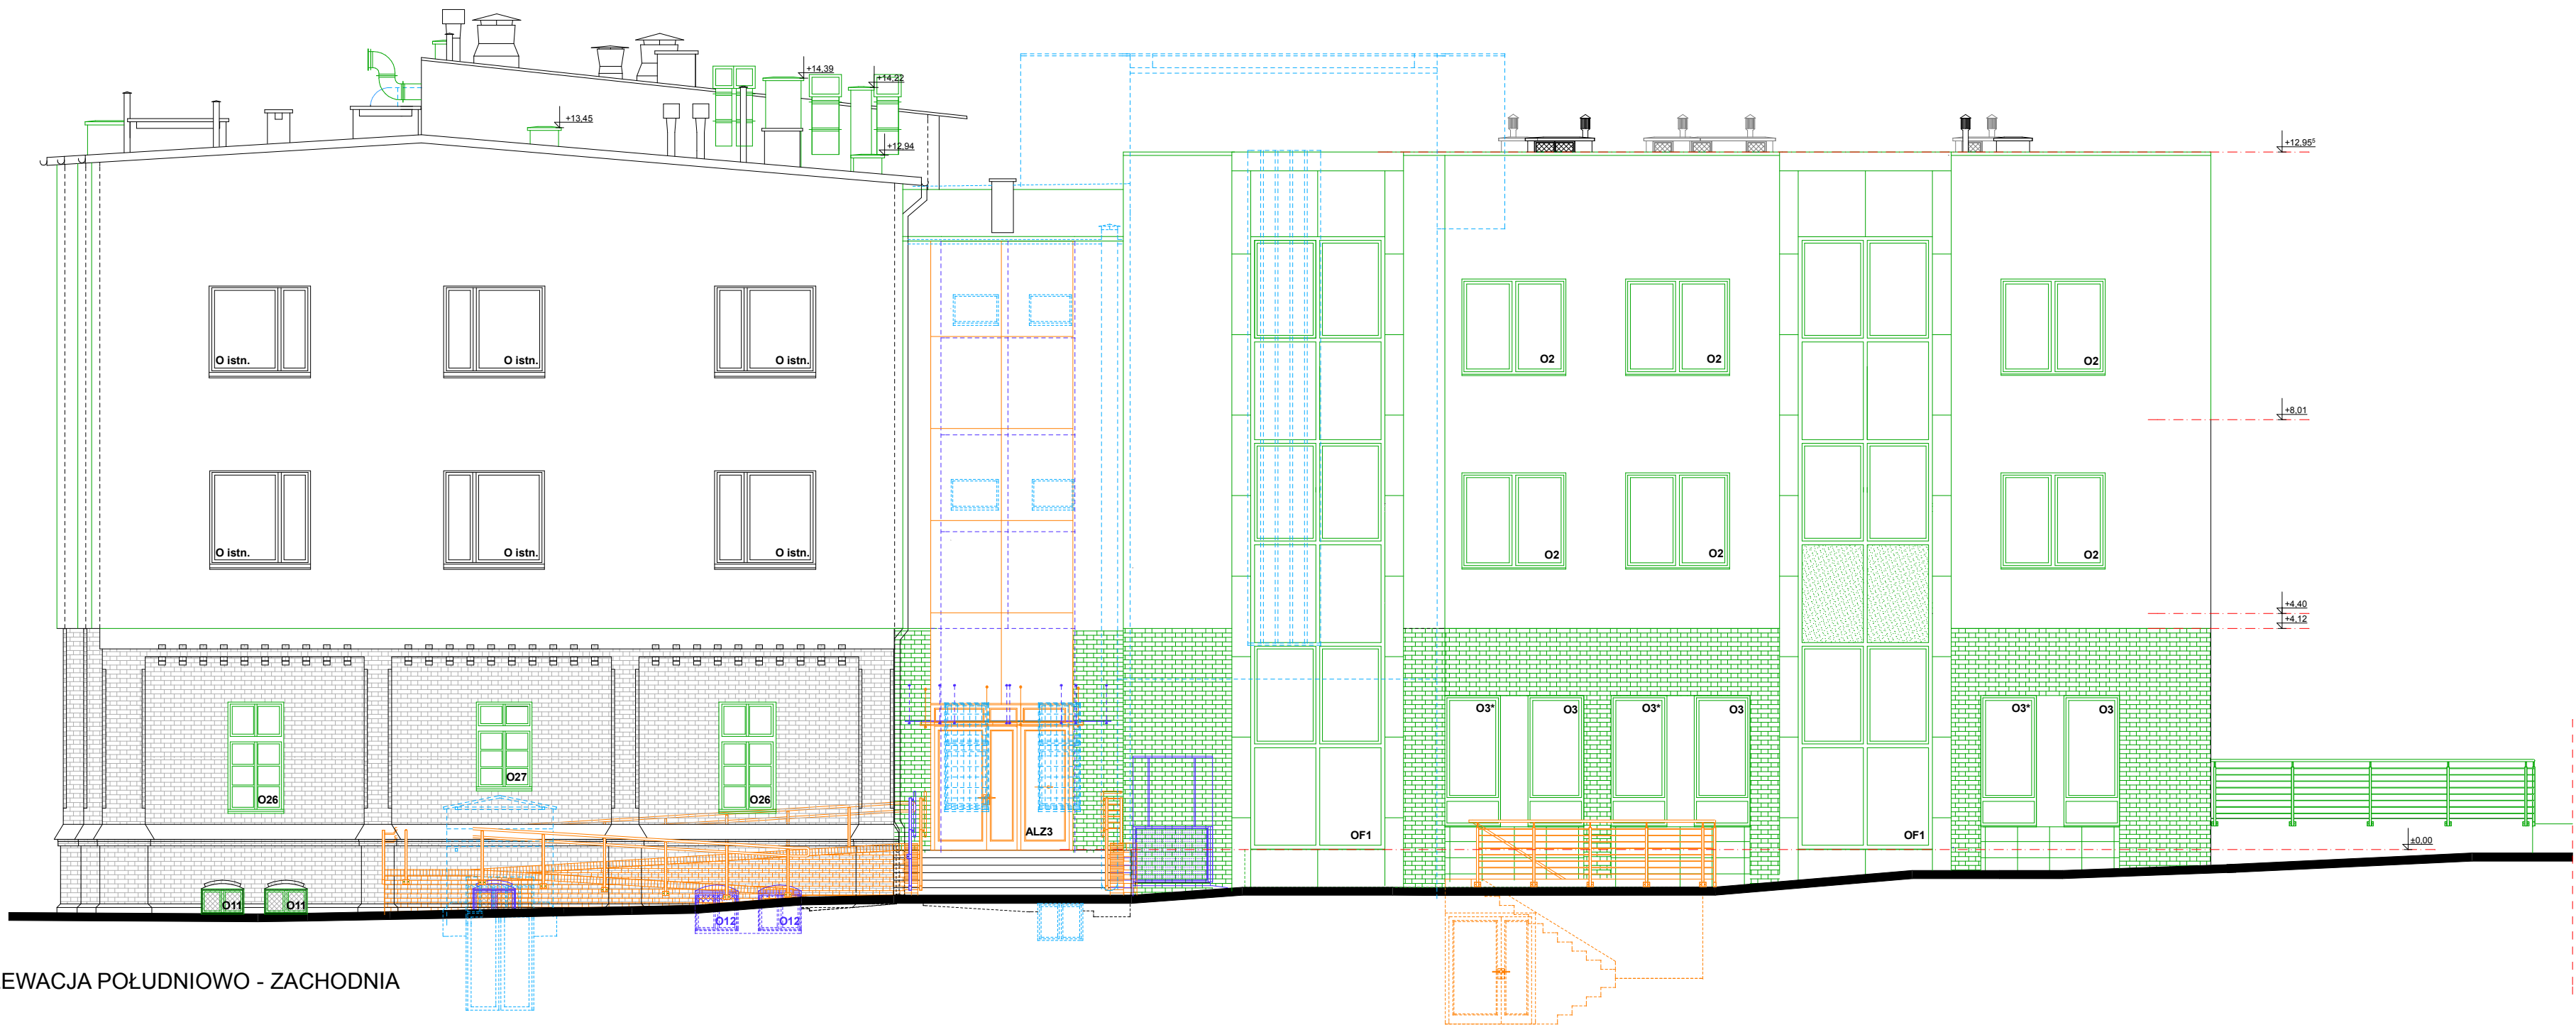 +14,39
+14,22
+13,45
+12,94
+12,95⁵
O istn. O istn. O istn. O2 O2 O2
+8,01
O istn. O istn. O istn. O2 O2 O2
+4,40
+4,12
O3* O3 O3* O3 O3* O3
O27
O26 O26
ALZ3 OF1 OF1
±0,00
O11 O11
O12 O12
EWACJA POŁUDNIOWO - ZACHODNIA